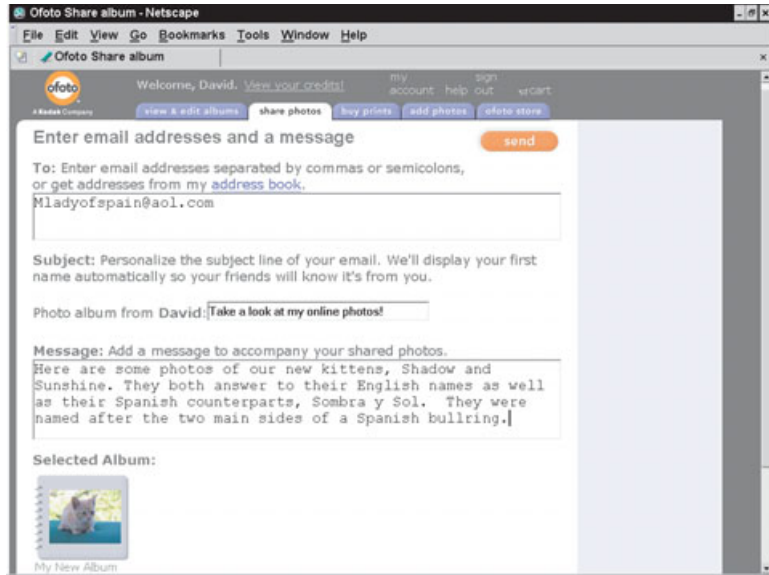 Ofoto Share album - Netscape
File Edit View Go Bookmarks Tools Window Help
Ofoto Share album
ofoto
A Kodak Company
Welcome, David. View your credits!
my account help sign out cart
view & edit albums share photos buy prints add photos ofoto store
Enter email addresses and a message
send
To: Enter email addresses separated by commas or semicolons,
or get addresses from my address book.
Mladyofspain@aol.com
Subject: Personalize the subject line of your email. We'll display your first
name automatically so your friends will know it's from you.
Photo album from David: Take a look at my online photos!
Message: Add a message to accompany your shared photos.
Here are some photos of our new kittens, Shadow and
Sunshine. They both answer to their English names as well
as their Spanish counterparts, Sombra y Sol. They were
named after the two main sides of a Spanish bullring.
Selected Album:
My New Album